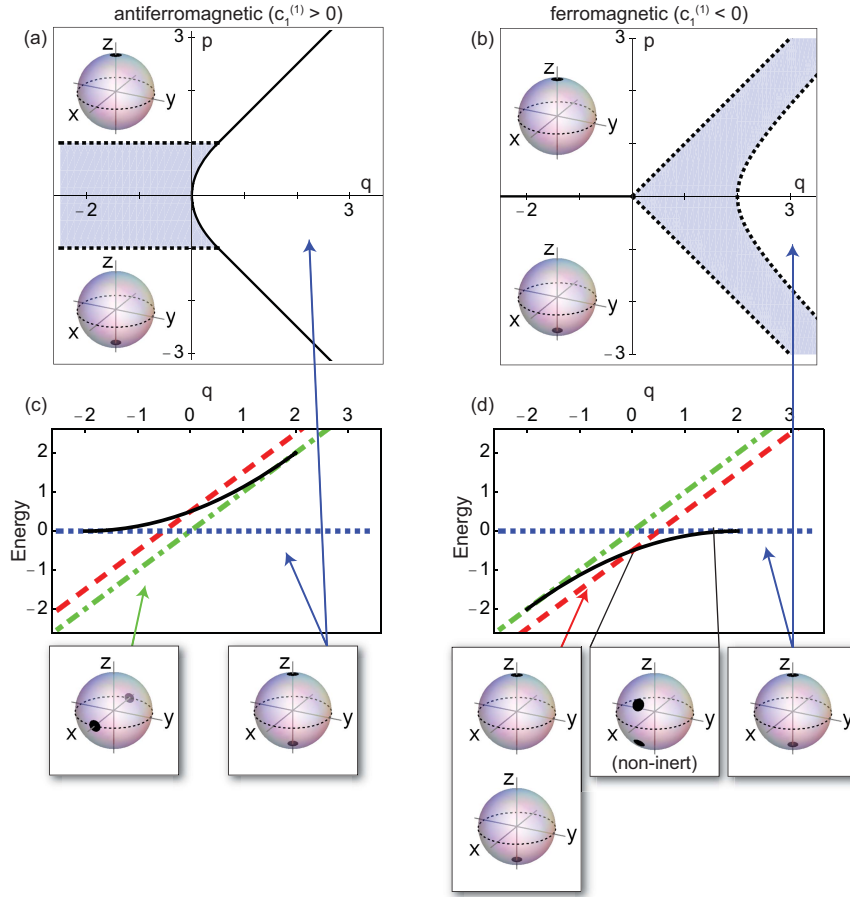 antiferromagnetic (c₁⁽¹⁾ > 0)
ferromagnetic (c₁⁽¹⁾ < 0)
(a)
z
x
y
3
p
−2
q
3
z
x
y
−3
(b)
z
x
y
3
p
−2
q
3
z
x
y
−3
(c)
q
−2 −1 0 1 2 3
Energy
2
1
0
−1
−2
z
x
y
z
x
y
(d)
q
−2 −1 0 1 2 3
Energy
2
1
0
−1
−2
z
x
y
z
x
y
z
x
y
(non-inert)
z
x
y